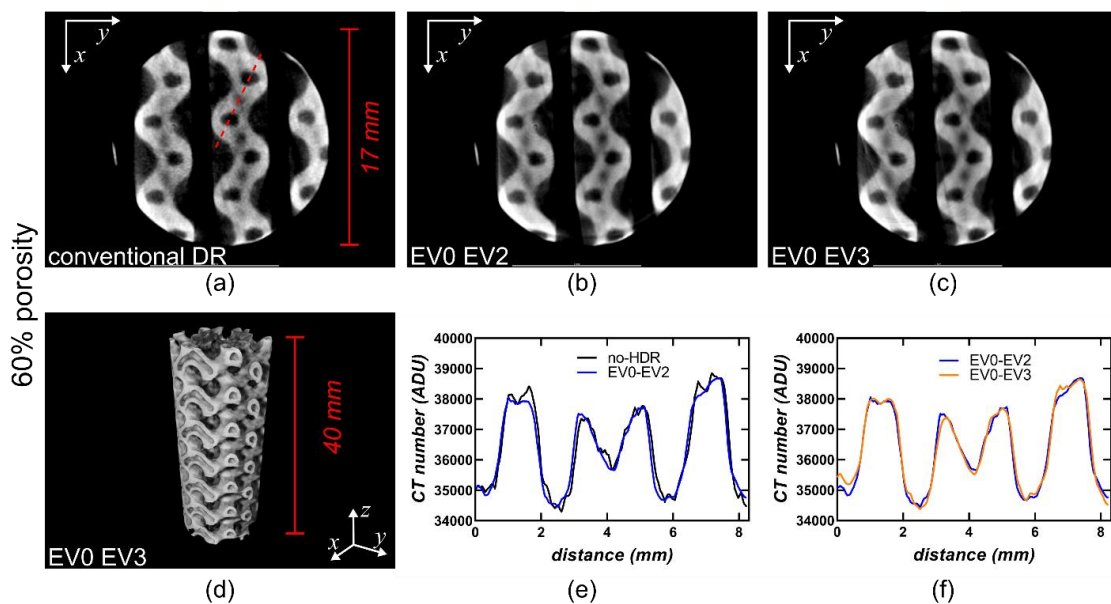 60% porosity
y
x
17 mm
conventional DR
(a)
y
x
EV0 EV2
(b)
y
x
EV0 EV3
(c)
40 mm
z
x
y
EV0 EV3
(d)
CT number (ADU)
40000
39000
38000
37000
36000
35000
34000
no-HDR
EV0-EV2
0 2 4 6 8
distance (mm)
(e)
CT number (ADU)
40000
39000
38000
37000
36000
35000
34000
EV0-EV2
EV0-EV3
0 2 4 6 8
distance (mm)
(f)